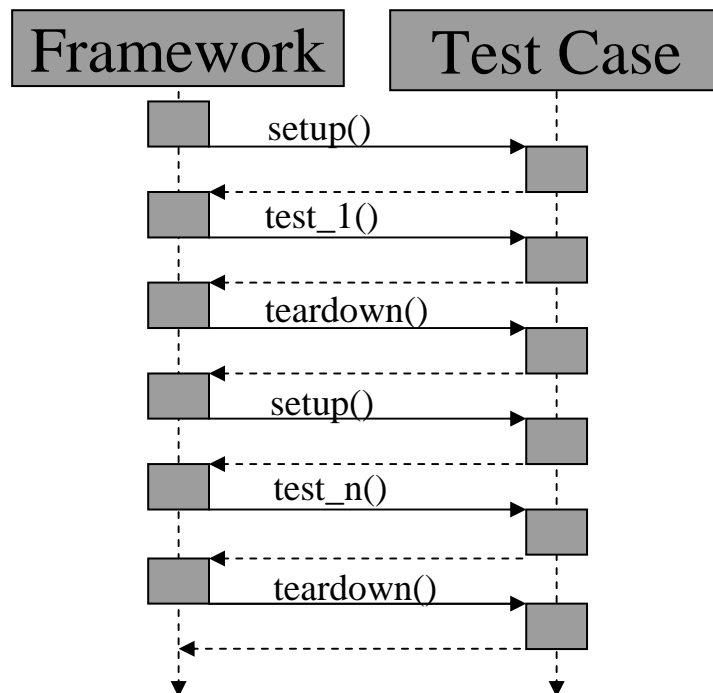 Framework
Test Case
setup()
test_1()
teardown()
setup()
test_n()
teardown()